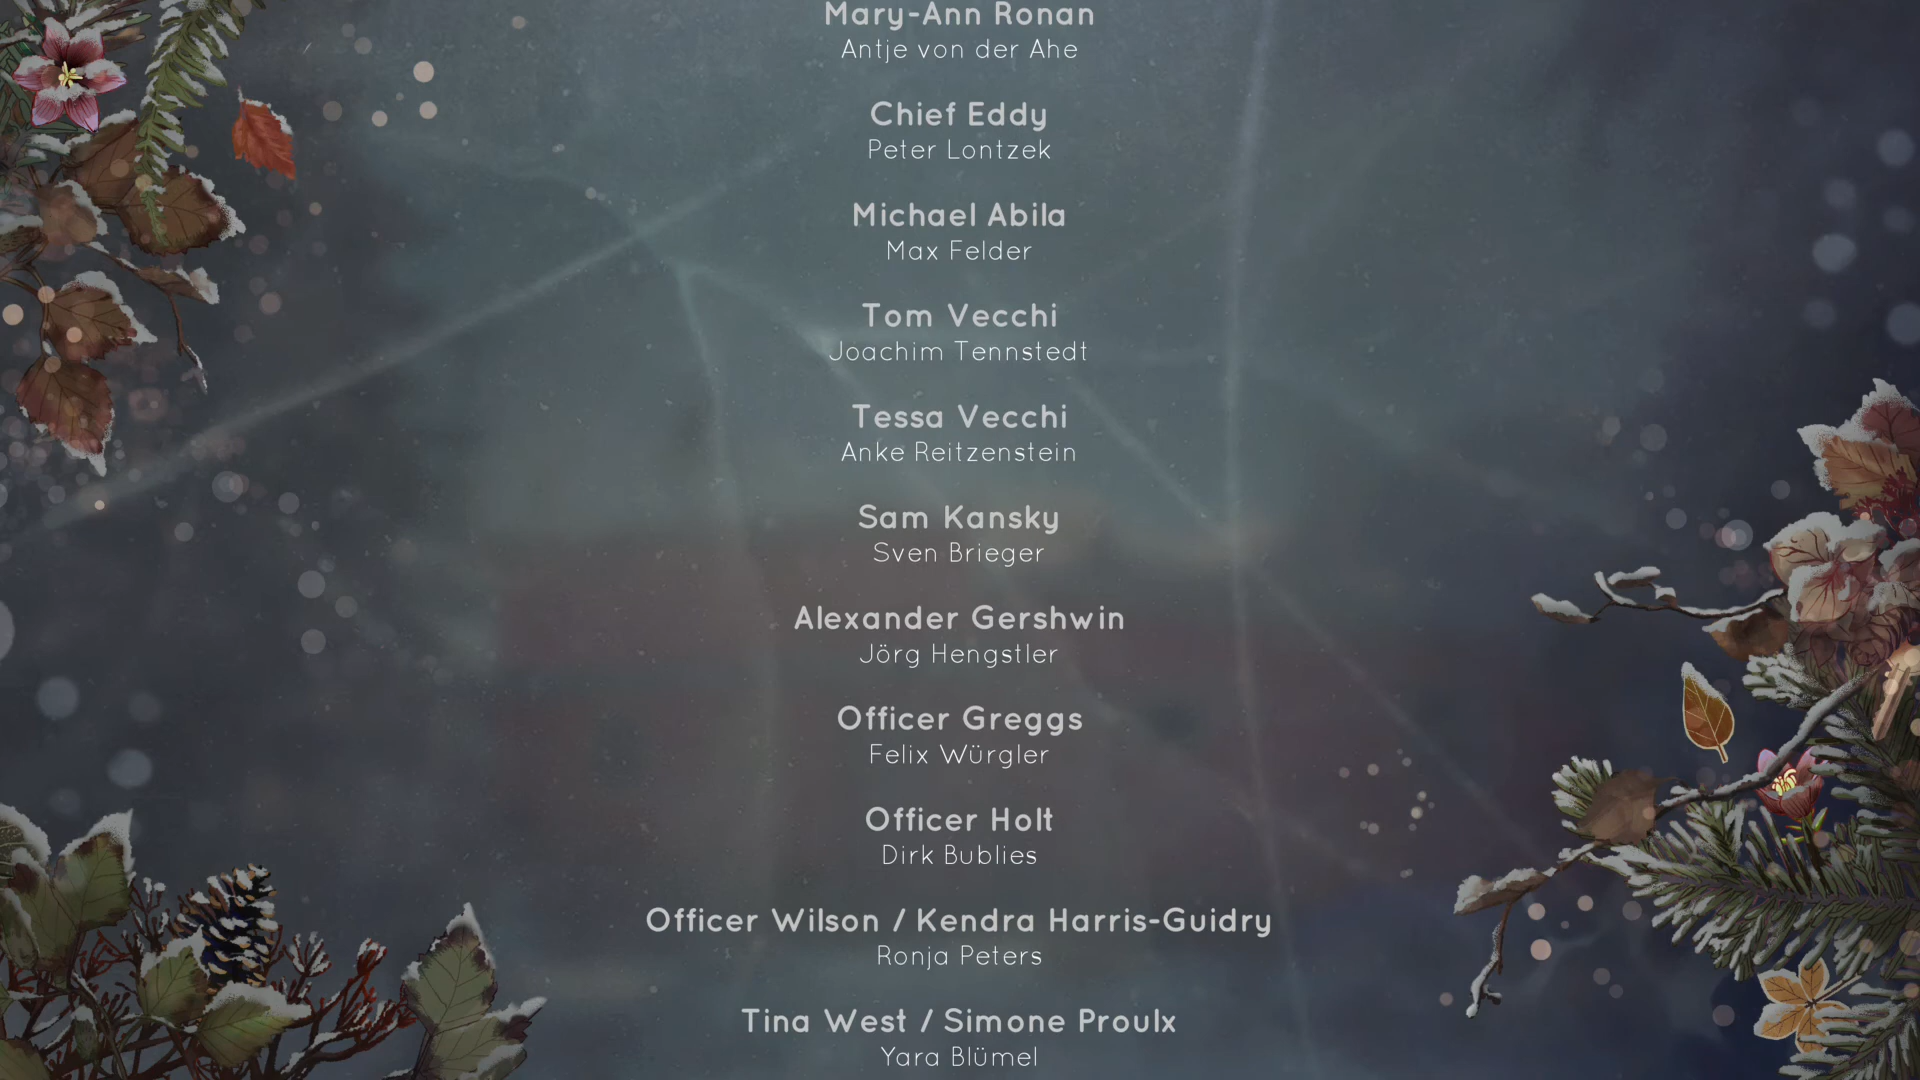 Mary-Ann Ronan
Antje von der Ahe
Chief Eddy
Peter Lontzek
Michael Abila
Max Felder
Tom Vecchi
Joachim Tennstedt
Tessa Vecchi
Anke Reitzenstein
Sam Kansky
Sven Brieger
Alexander Gershwin
Jörg Hengstler
Officer Greggs
Felix Würgler
Officer Holt
Dirk Bublies
Officer Wilson / Kendra Harris-Guidry
Ronja Peters
Tina West / Simone Proulx
Yara Blümel